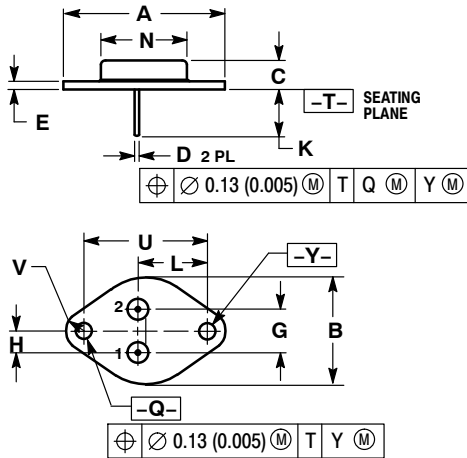 A
N
C
E
–T– SEATING
PLANE
K
D 2 PL
⌖ ∅ 0.13 (0.005) Ⓜ T Q Ⓜ Y Ⓜ
U
V
L
–Y–
2
H
G
B
1
–Q–
⌖ ∅ 0.13 (0.005) Ⓜ T Y Ⓜ